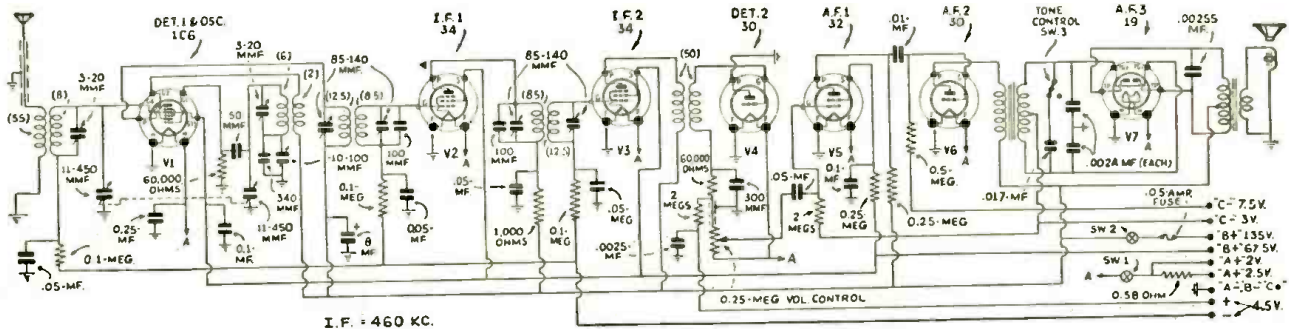 DET.1 & OSC.
1C6
I.F.1
34
I.F.2
34
DET.2
30
A.F.1
32
A.F.2
30
TONE
CONTROL
SW.3
A.F.3
19
.00255
MF.
3-20
MMF.
(8)
(55)
3-20
MMF.
(6)
(2)
85-140
MMF.
(12.5)
(8.5)
85-140
MMF.
(85)
(12.5)
(50)
.01-
MF.
50
MMF
V1
V2
V3
V4
V5
V6
V7
A
11-450
MMF
60,000
OHMS
0.25-
MF
0.1-
MF.
10-100
MMF
340
MMF
11-450
MMF
0.1-
MEG.
8
MF
100
MMF
.005-
MF
.05-
MF
100
MMF
1,000
OHMS
0.1-
MEG
.05-
MEG
60,000
OHMS
2
MEGS
.0025
MF
300
MMF
.05-MF
2
MEGS
0.1-
MF
0.25-
MEG
0.25-MEG
0.5-
MEG.
.017-MF
.002A MF (EACH)
.05-AMP.
FUSE
0.1-MEG.
.05-MF.
0.25-MEG VOL. CONTROL
SW 2
SW.1
A
0.58 OHM
"C-"7.5V.
"C-"3V.
"B+"135V.
"B+"67.5V.
"A+"2V.
"A+"2.5V.
"A-, B-, C+"
+
-
4.5V.
I.F. = 460 KC.